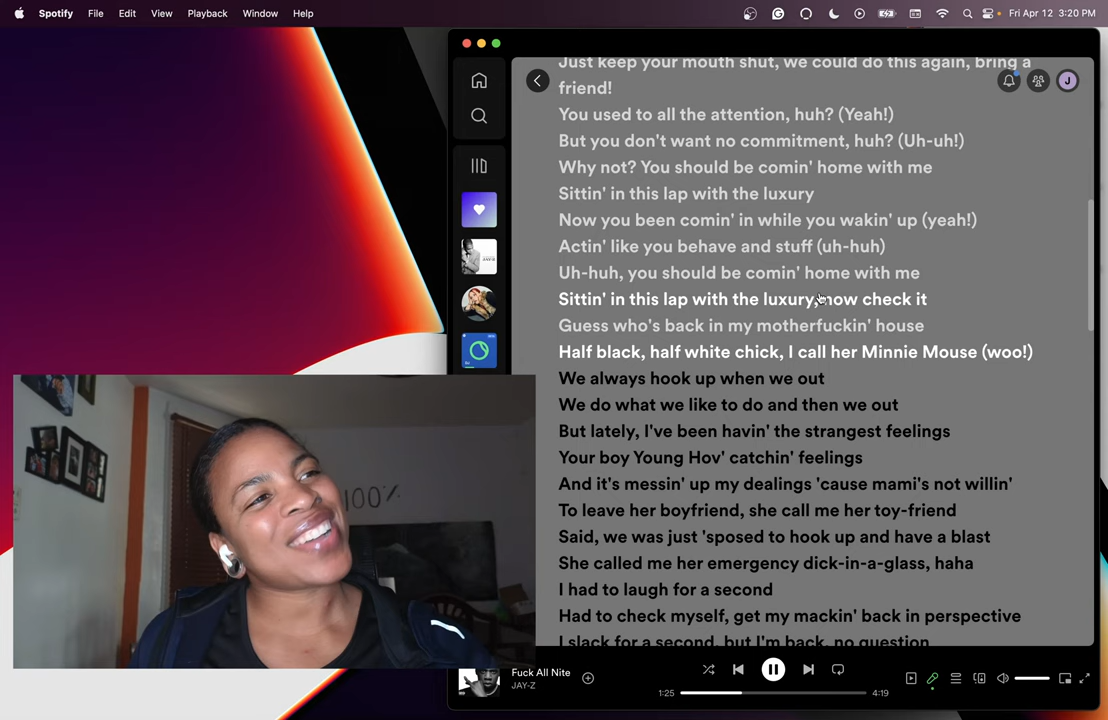 Spotify File Edit View Playback Window Help Fri Apr 12 3:20 PM
Just keep your mouth shut, we could do this again, bring a
friend!
J
You used to all the attention, huh? (Yeah!)
But you don't want no commitment, huh? (Uh-uh!)
Why not? You should be comin' home with me
Sittin' in this lap with the luxury
Now you been comin' in while you wakin' up (yeah!)
Actin' like you behave and stuff (uh-huh)
Uh-huh, you should be comin' home with me
Sittin' in this lap with the luxury, now check it
Guess who's back in my motherfuckin' house
Half black, half white chick, I call her Minnie Mouse (woo!)
We always hook up when we out
We do what we like to do and then we out
But lately, I've been havin' the strangest feelings
Your boy Young Hov' catchin' feelings
And it's messin' up my dealings 'cause mami's not willin'
To leave her boyfriend, she call me her toy-friend
Said, we was just 'sposed to hook up and have a blast
She called me her emergency dick-in-a-glass, haha
I had to laugh for a second
Had to check myself, get my mackin' back in perspective
I slack for a second, but I'm back, no question
100%
Fuck All Nite
JAY-Z
1:25 4:19